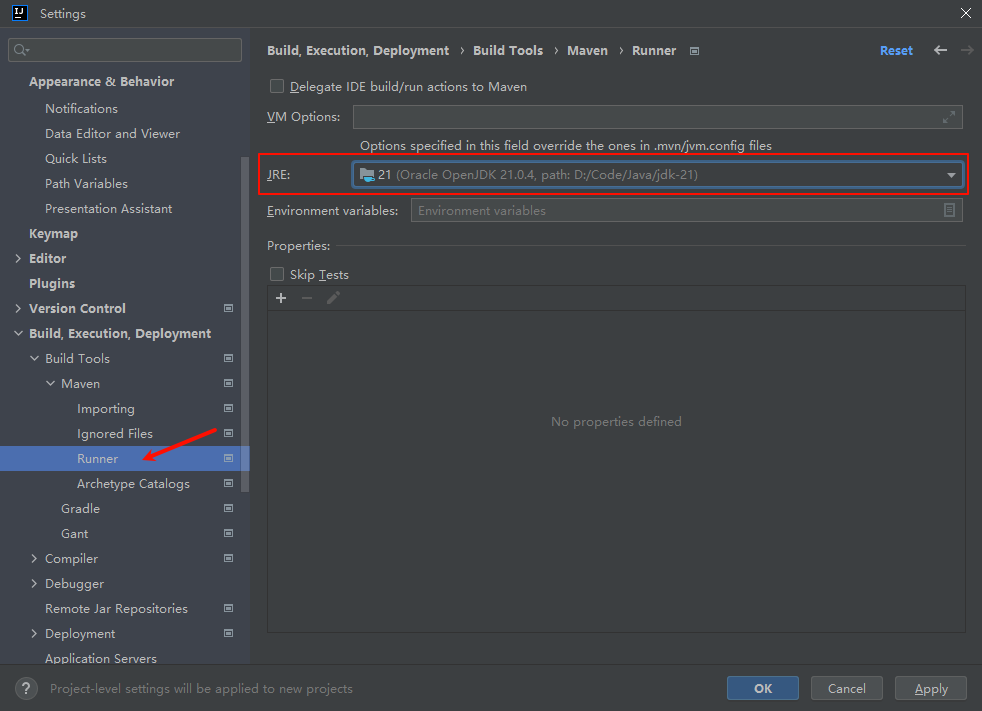 IJ Settings
Appearance & Behavior
Notifications
Data Editor and Viewer
Quick Lists
Path Variables
Presentation Assistant
Keymap
Editor
Plugins
Version Control
Build, Execution, Deployment
Build Tools
Maven
Importing
Ignored Files
Runner
Archetype Catalogs
Gradle
Gant
Compiler
Debugger
Remote Jar Repositories
Deployment
Application Servers
Build, Execution, Deployment › Build Tools › Maven › Runner Reset
Delegate IDE build/run actions to Maven
VM Options:
Options specified in this field override the ones in .mvn/jvm.config files
JRE: 21 (Oracle OpenJDK 21.0.4, path: D:/Code/Java/jdk-21)
Environment variables: Environment variables
Properties:
Skip Tests
No properties defined
? Project-level settings will be applied to new projects
OK Cancel Apply